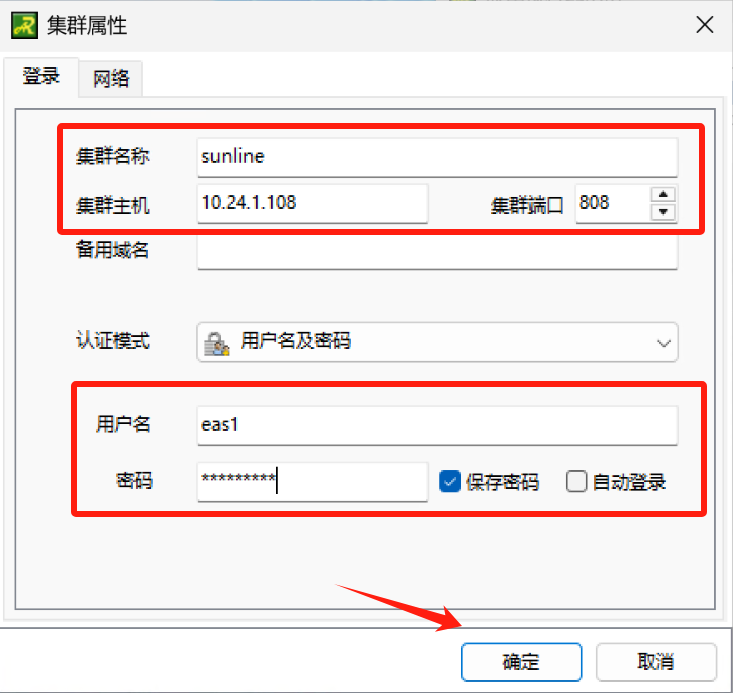 集群属性
登录 网络
集群名称 sunline
集群主机 10.24.1.108 集群端口 808
备用域名
认证模式 用户名及密码
用户名 eas1
密码 ********* 保存密码 自动登录
确定 取消